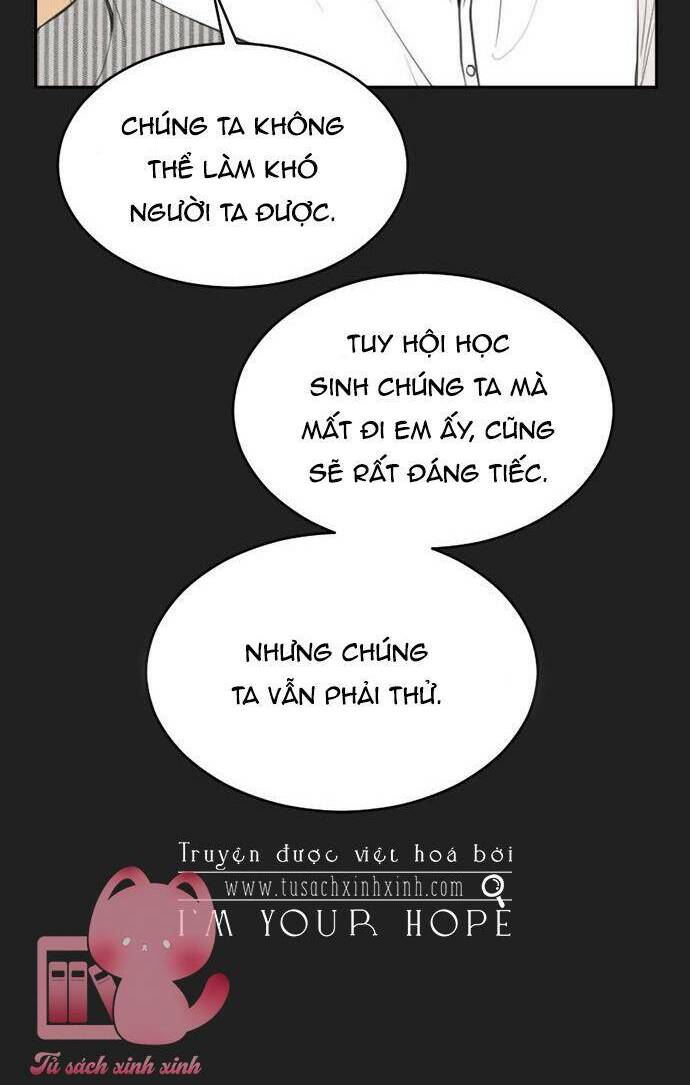 CHÚNG TA KHÔNG
THỂ LÀM KHÓ
NGƯỜI TA ĐƯỢC.
TUY HỘI HỌC
SINH CHÚNG TA MÀ
MẤT ĐI EM ẤY, CŨNG
SẼ RẤT ĐÁNG TIẾC.
NHƯNG CHÚNG
TA VẪN PHẢI THỬ.
Truyện được việt hoá bởi
www.tusachxinhxinh.com
I'M YOUR HOPE
Tủ sách xinh xinh